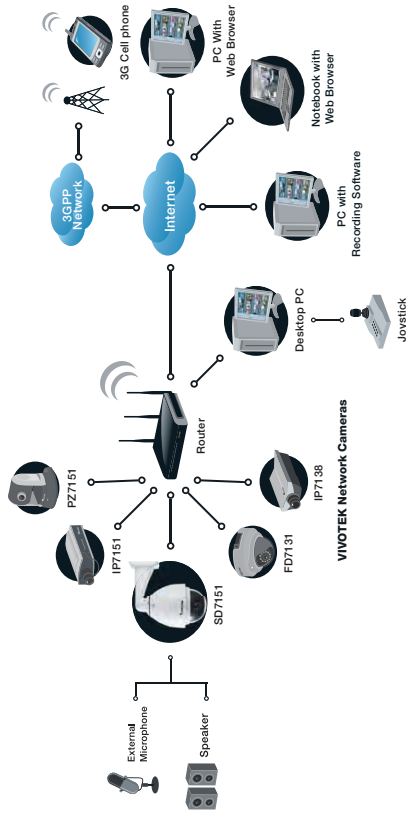 External
Microphone
Speaker
PZ7151
IP7151
SD7151
FD7131
IP7138
VIVOTEK Network Cameras
Router
Desktop PC
Joystick
3GPP
Network
Internet
3G Cell phone
PC With
Web Browser
Notebook with
Web Browser
PC with
Recording Software